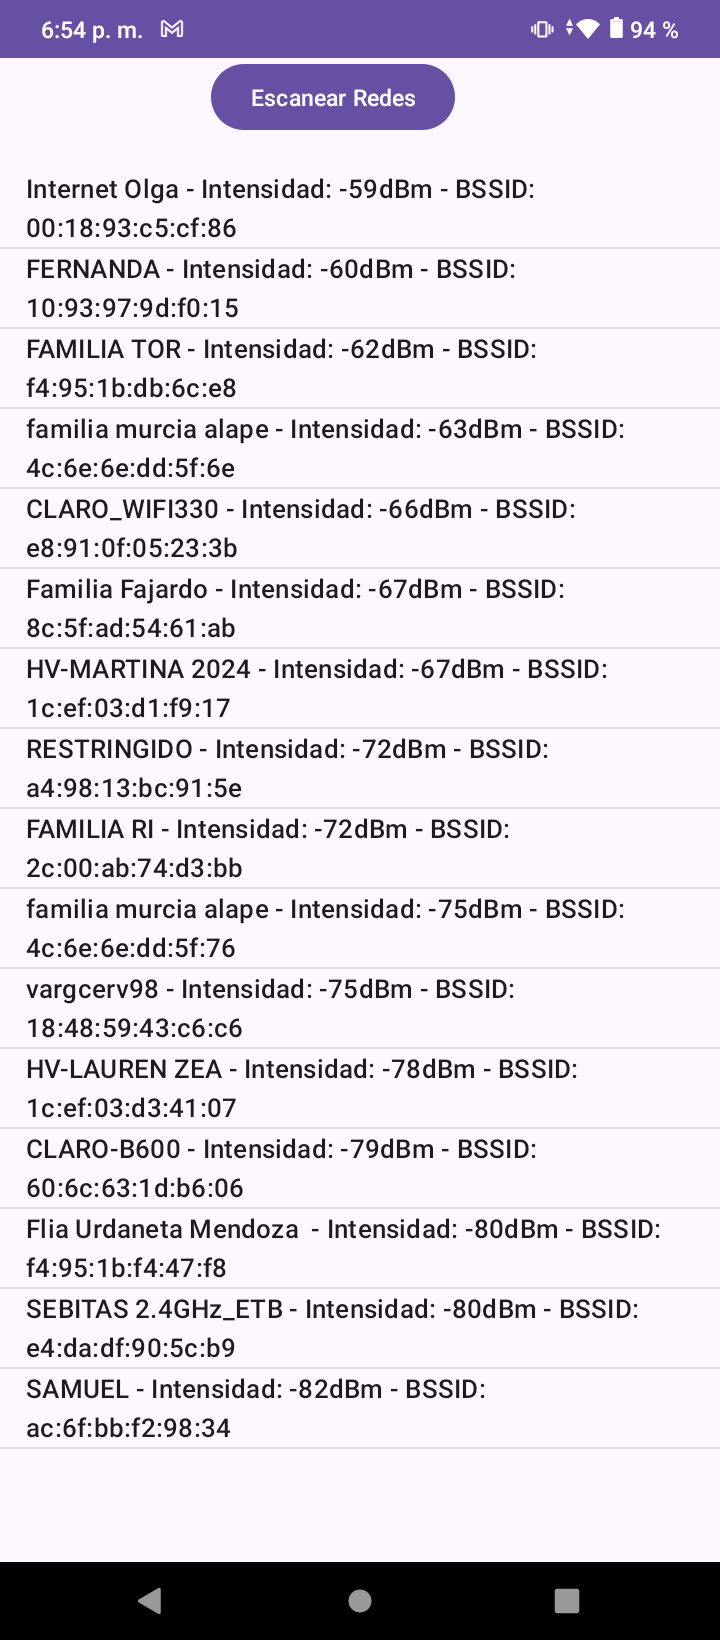 6:54 p. m. 94 %
Escanear Redes
Internet Olga - Intensidad: -59dBm - BSSID:
00:18:93:c5:cf:86
FERNANDA - Intensidad: -60dBm - BSSID:
10:93:97:9d:f0:15
FAMILIA TOR - Intensidad: -62dBm - BSSID:
f4:95:1b:db:6c:e8
familia murcia alape - Intensidad: -63dBm - BSSID:
4c:6e:6e:dd:5f:6e
CLARO_WIFI330 - Intensidad: -66dBm - BSSID:
e8:91:0f:05:23:3b
Familia Fajardo - Intensidad: -67dBm - BSSID:
8c:5f:ad:54:61:ab
HV-MARTINA 2024 - Intensidad: -67dBm - BSSID:
1c:ef:03:d1:f9:17
RESTRINGIDO - Intensidad: -72dBm - BSSID:
a4:98:13:bc:91:5e
FAMILIA RI - Intensidad: -72dBm - BSSID:
2c:00:ab:74:d3:bb
familia murcia alape - Intensidad: -75dBm - BSSID:
4c:6e:6e:dd:5f:76
vargcerv98 - Intensidad: -75dBm - BSSID:
18:48:59:43:c6:c6
HV-LAUREN ZEA - Intensidad: -78dBm - BSSID:
1c:ef:03:d3:41:07
CLARO-B600 - Intensidad: -79dBm - BSSID:
60:6c:63:1d:b6:06
Flia Urdaneta Mendoza  - Intensidad: -80dBm - BSSID:
f4:95:1b:f4:47:f8
SEBITAS 2.4GHz_ETB - Intensidad: -80dBm - BSSID:
e4:da:df:90:5c:b9
SAMUEL - Intensidad: -82dBm - BSSID:
ac:6f:bb:f2:98:34